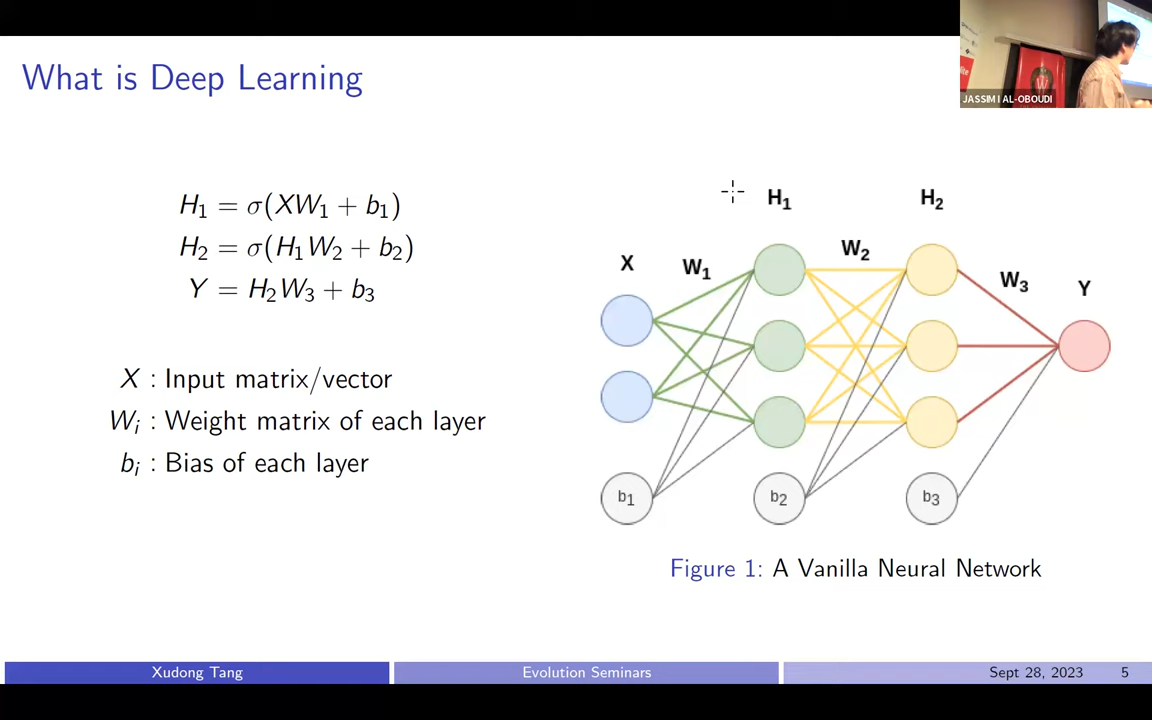 What is Deep Learning
JASSIM I AL-OBOUDI
W
H₁ = σ(XW₁ + b₁)
H₂ = σ(H₁W₂ + b₂)
Y = H₂W₃ + b₃
X : Input matrix/vector
Wᵢ : Weight matrix of each layer
bᵢ : Bias of each layer
H₁
H₂
X
W₁
W₂
W₃
Y
b₁
b₂
b₃
Figure 1: A Vanilla Neural Network
Xudong Tang
Evolution Seminars
Sept 28, 2023
5